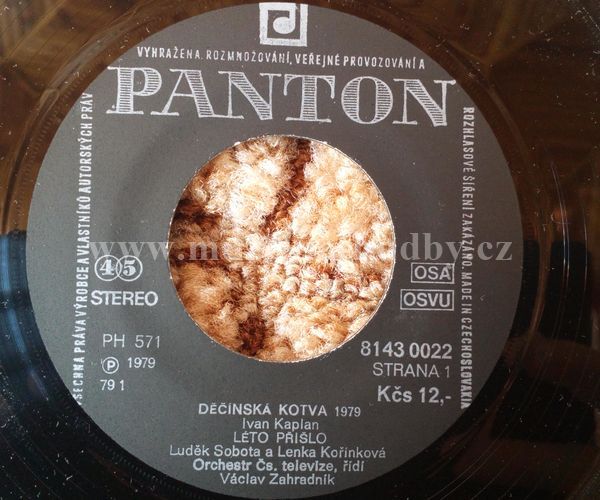 VYHRAŽENA. ROZMNOŽOVÁNÍ, VEŘEJNÉ PROVOZOVÁNÍ A
PANTON
VŠECHNA PRÁVA VÝROBCE A VLASTNÍKŮ AUTORSKÝCH PRÁV
ROZHLASOVÉ ŠÍŘENÍ ZAKÁZÁNO. MADE IN CZECHOSLOVAKIA
45
STEREO
OSA
OSVU
PH 571
Ⓟ 1979
79 1
8143 0022
STRANA 1
Kčs 12,-
DĚČÍNSKÁ KOTVA 1979
Ivan Kaplan
LÉTO PŘIŠLO
Luděk Sobota a Lenka Kořínková
Orchestr Čs. televize, řídí
Václav Zahradník